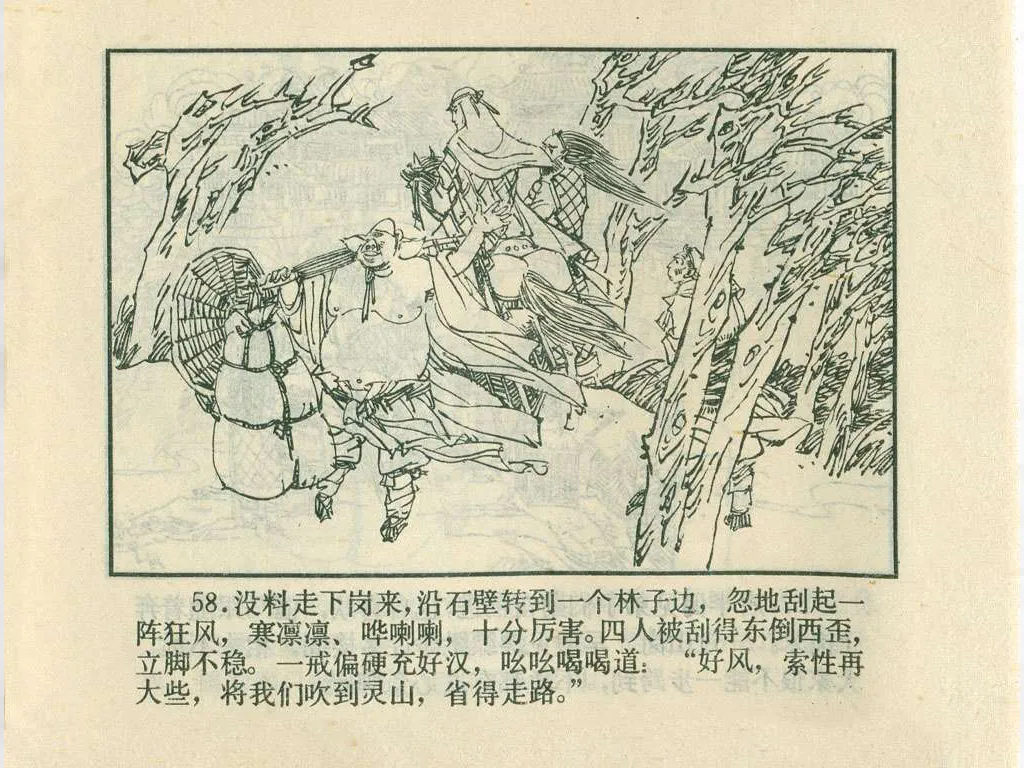 58.没料走下岗来,沿石壁转到一个林子边，忽地刮起一
阵狂风，寒凛凛、哗喇喇，十分厉害。四人被刮得东倒西歪，
立脚不稳。一戒偏硬充好汉，吆吆喝喝道：“好风，索性再
大些，将我们吹到灵山，省得走路。”